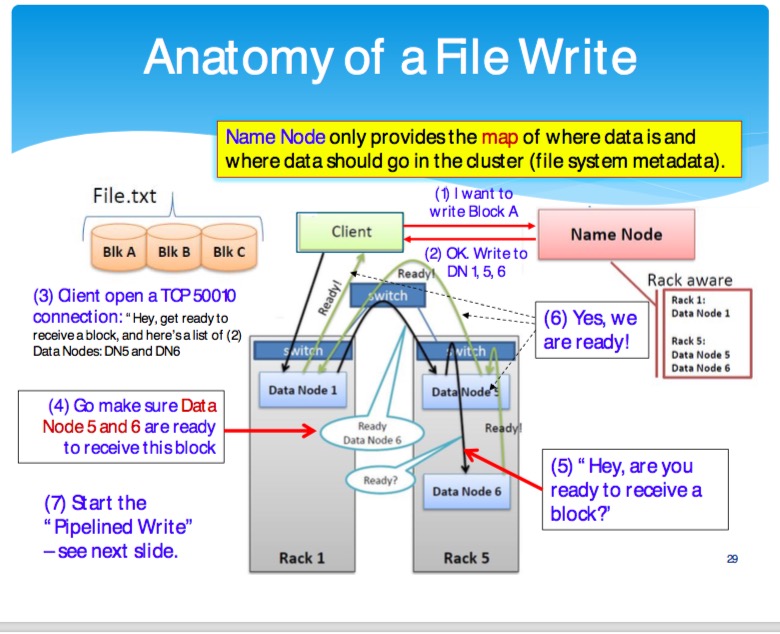 Anatomy of a File Write
Name Node only provides the map of where data is and
where data should go in the cluster (file system metadata).
File.txt
Blk A
Blk B
Blk C
(1) I want to
write Block A
Client
Name Node
(2) OK. Write to
DN 1, 5, 6
Ready!
Ready!
switch
Rack aware
Rack 1:
Data Node 1
Rack 5:
Data Node 5
Data Node 6
(3) Client open a TCP 50010
connection: “Hey, get ready to
receive a block, and here’s a list of (2)
Data Nodes: DN5 and DN6
(6) Yes, we
are ready!
switch
switch
Data Node 1
Data Node 5
(4) Go make sure Data
Node 5 and 6 are ready
to receive this block
Ready
Data Node 6
Ready!
Ready?
Data Node 6
(5) “Hey, are you
ready to receive a
block?”
(7) Start the
“Pipelined Write”
– see next slide.
Rack 1
Rack 5
29